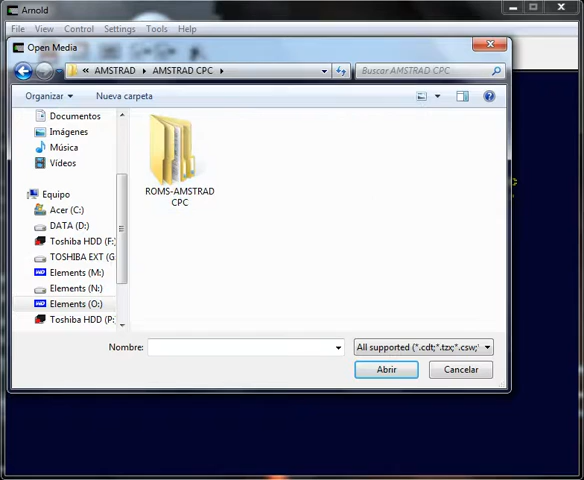 Arnold
File View Control Settings Tools Help
Open Media
« AMSTRAD AMSTRAD CPC
Buscar AMSTRAD CPC
Organizar Nueva carpeta
Documentos
Imágenes
Música
Vídeos
Equipo
Acer (C:)
DATA (D:)
Toshiba HDD (F:)
TOSHIBA EXT (G
Elements (M:)
Elements (N:)
Elements (O:)
Toshiba HDD (P:
ROMS-AMSTRAD
CPC
Nombre:
All supported (*.cdt;*.tzx;*.csw;*
Abrir Cancelar